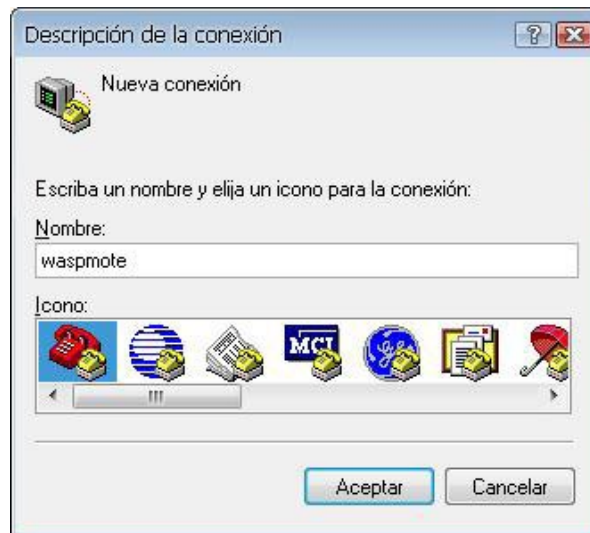 Descripción de la conexión
Nueva conexión
Escriba un nombre y elija un icono para la conexión:
Nombre:
waspmote
Icono:
MCI
Aceptar
Cancelar